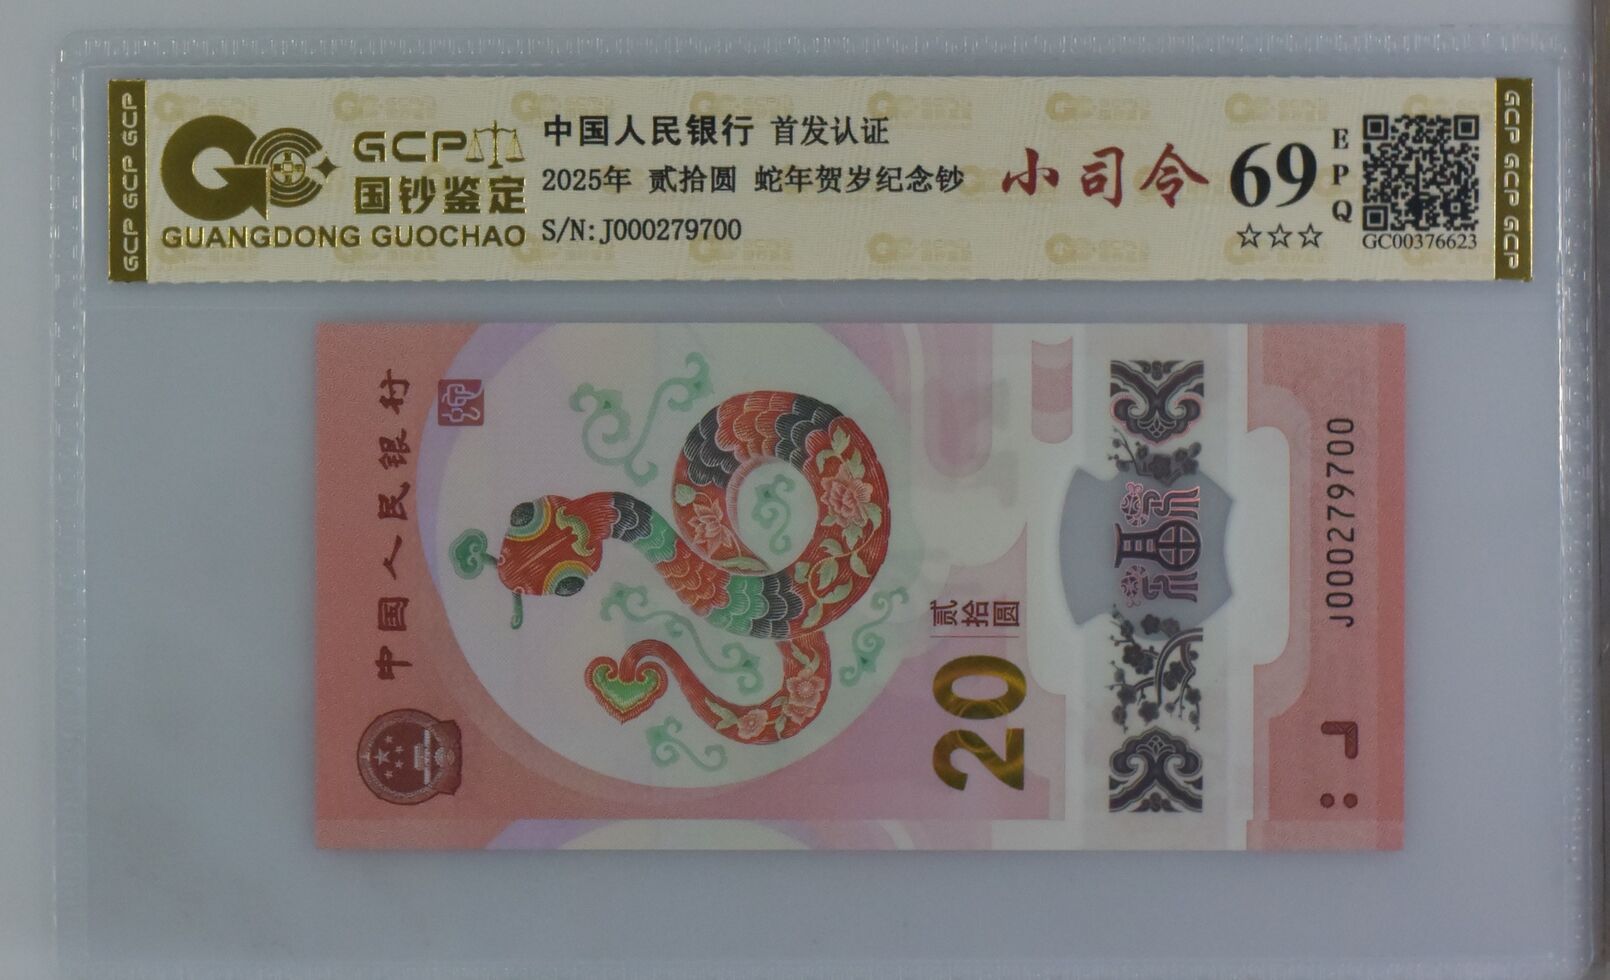 GCP GCP GCP
GCP
国钞鉴定
GUANGDONG GUOCHAO
中国人民银行 首发认证
2025年 贰拾圆 蛇年贺岁纪念钞
S/N:J000279700
小司令
69
EPQ
☆☆☆
GC00376623
GCP GCP GCP
中国人民银行
贰拾圆
20
福
J000279700